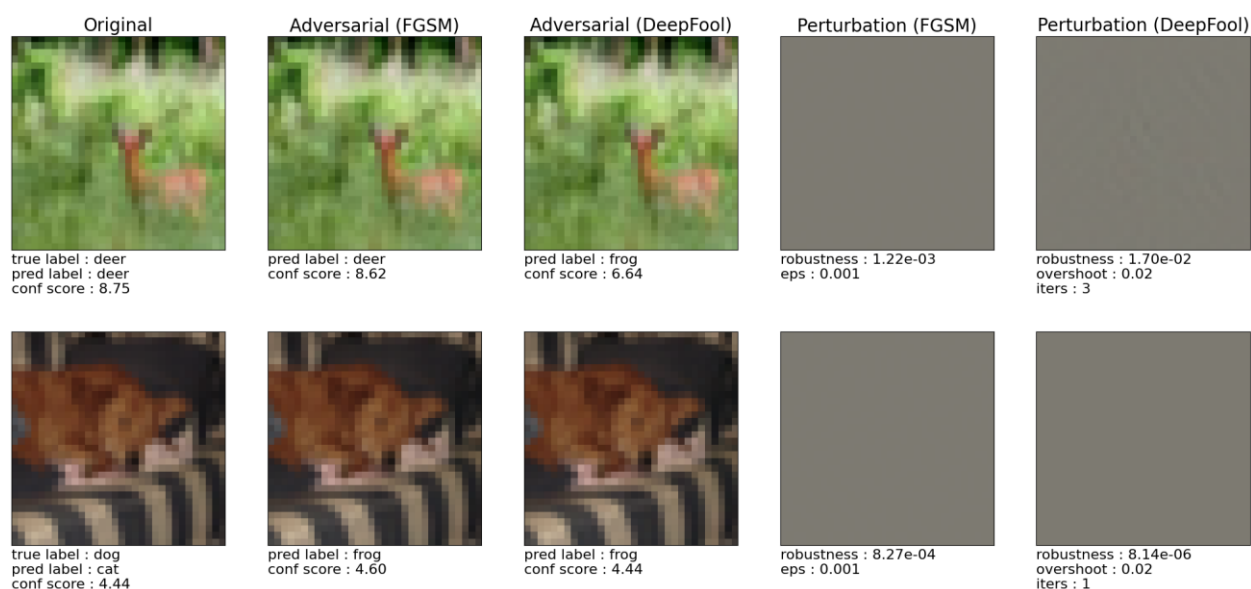 Original
Adversarial (FGSM)
Adversarial (DeepFool)
Perturbation (FGSM)
Perturbation (DeepFool)
true label : deer
pred label : deer
conf score : 8.75
pred label : deer
conf score : 8.62
pred label : frog
conf score : 6.64
robustness : 1.22e-03
eps : 0.001
robustness : 1.70e-02
overshoot : 0.02
iters : 3
true label : dog
pred label : cat
conf score : 4.44
pred label : frog
conf score : 4.60
pred label : frog
conf score : 4.44
robustness : 8.27e-04
eps : 0.001
robustness : 8.14e-06
overshoot : 0.02
iters : 1